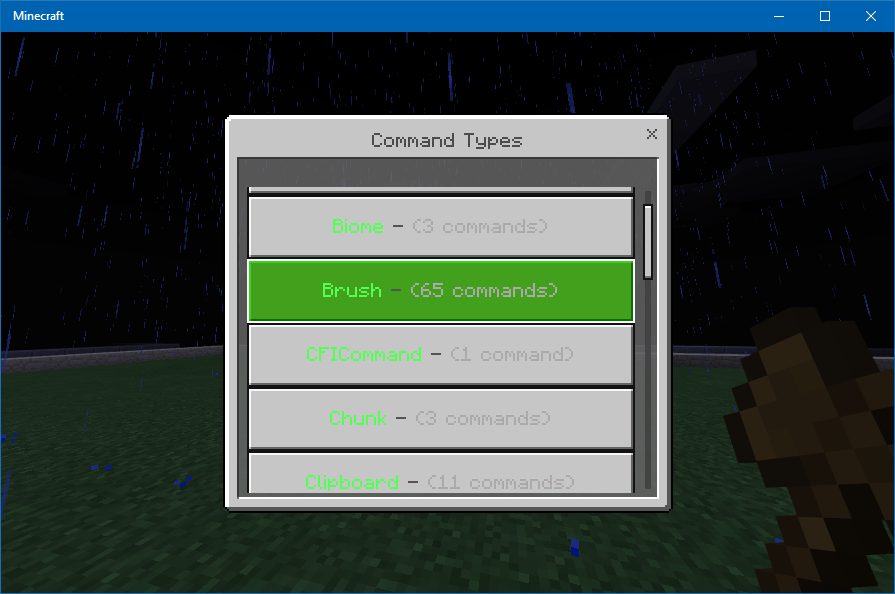 Minecraft
Command Types
Biome - (3 commands)
Brush - (65 commands)
CFICommand - (1 command)
Chunk - (3 commands)
Clipboard - (11 commands)